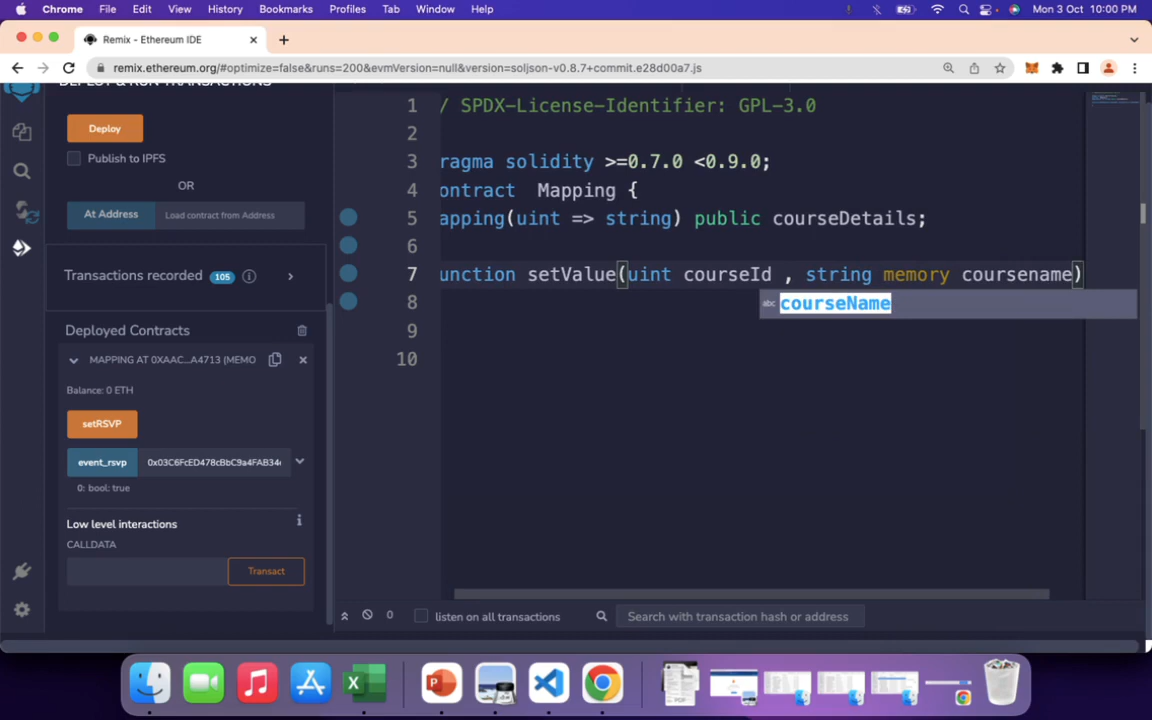 Chrome File Edit View History Bookmarks Profiles Tab Window Help Mon 3 Oct 10:00 PM
Remix - Ethereum IDE
remix.ethereum.org/#optimize=false&runs=200&evmVersion=null&version=soljson-v0.8.7+commit.e28d00a7.js
Deploy
Publish to IPFS
OR
At Address Load contract from Address
Transactions recorded 105
Deployed Contracts
MAPPING AT 0XAAC...A4713 (MEMO
Balance: 0 ETH
setRSVP
event_rsvp 0x03C6FcED478cBbC9a4FAB34
0: bool: true
Low level interactions
CALLDATA
Transact
1 / SPDX-License-Identifier: GPL-3.0
2
3 ragma solidity >=0.7.0 <0.9.0;
4 ontract Mapping {
5 apping(uint => string) public courseDetails;
6
7 unction setValue(uint courseId , string memory coursename)
8
abc courseName
9
10
0 listen on all transactions Search with transaction hash or address